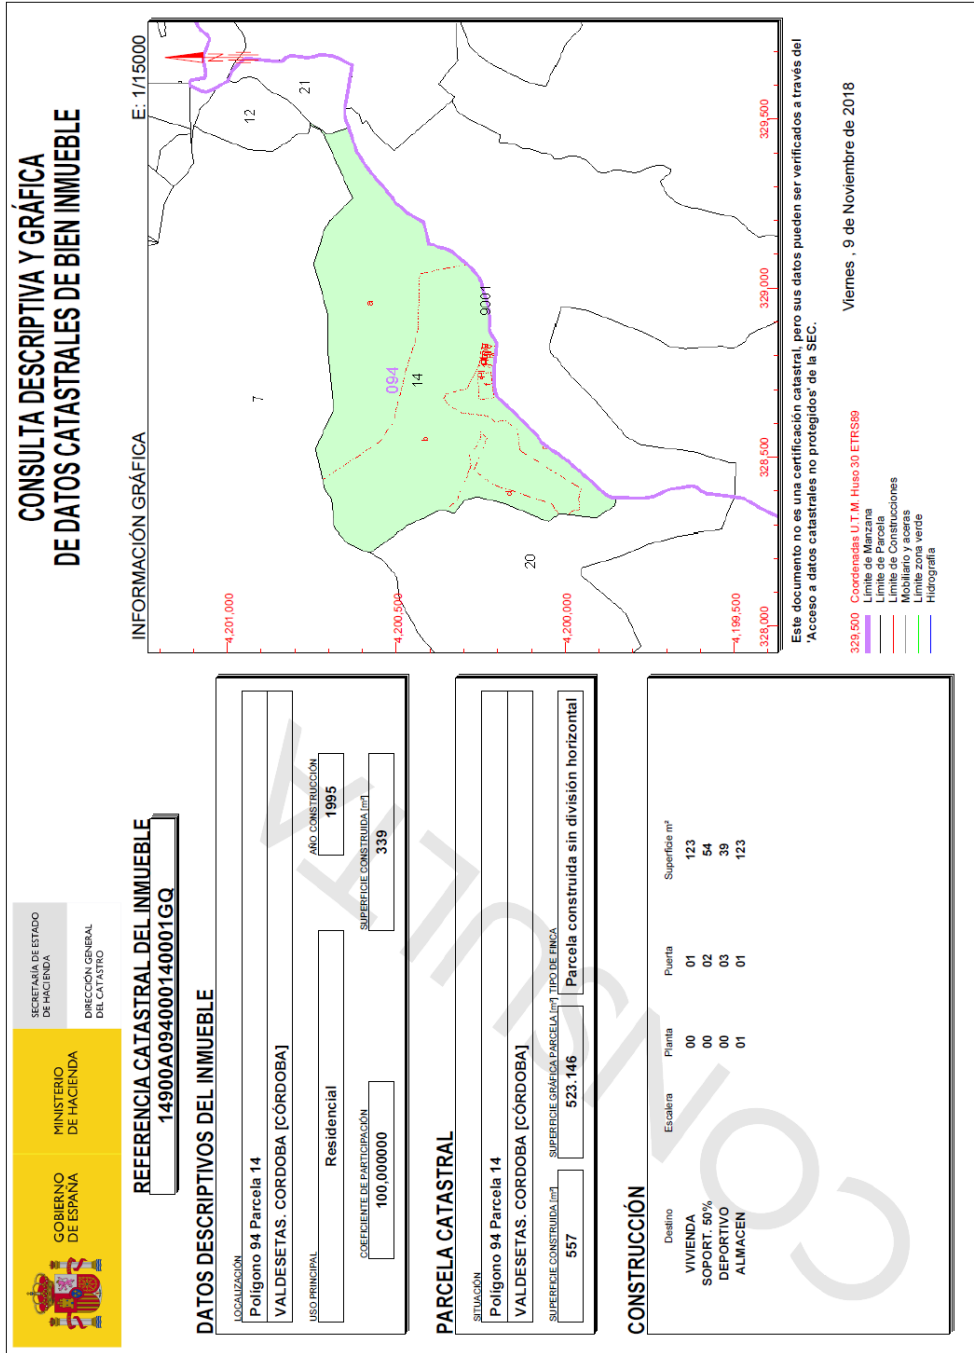 GOBIERNO
DE ESPAÑA
MINISTERIO
DE HACIENDA
SECRETARÍA DE ESTADO
DE HACIENDA
DIRECCIÓN GENERAL
DEL CATASTRO
CONSULTA DESCRIPTIVA Y GRÁFICA
DE DATOS CATASTRALES DE BIEN INMUEBLE
REFERENCIA CATASTRAL DEL INMUEBLE
14900A094000140001GQ
DATOS DESCRIPTIVOS DEL INMUEBLE
LOCALIZACIÓN
Polígono 94 Parcela 14
VALDESETAS. CORDOBA [CÓRDOBA]
USO PRINCIPAL
Residencial
AÑO CONSTRUCCIÓN
1995
COEFICIENTE DE PARTICIPACIÓN
100,000000
SUPERFICIE CONSTRUIDA [m²]
339
PARCELA CATASTRAL
SITUACIÓN
Polígono 94 Parcela 14
VALDESETAS. CORDOBA [CÓRDOBA]
SUPERFICIE CONSTRUIDA [m²]
557
SUPERFICIE GRÁFICA PARCELA [m²]
523.146
TIPO DE FINCA
Parcela construida sin división horizontal
CONSTRUCCIÓN
Destino Escalera Planta Puerta Superficie m²
VIVIENDA 00 01 123
SOPORT. 50% 00 02 54
DEPORTIVO 00 03 39
ALMACEN 01 01 123
CONSULTA
INFORMACIÓN GRÁFICA E: 1/15000
N
12
21
7
a
094
14
9001
b
20
4,201,000
4,200,500
4,200,000
4,199,500
328,000
328,500
329,000
329,500
Este documento no es una certificación catastral, pero sus datos pueden ser verificados a través del
'Acceso a datos catastrales no protegidos' de la SEC.
329,500 Coordenadas U.T.M. Huso 30 ETRS89
Límite de Manzana
Límite de Parcela
Límite de Construcciones
Mobiliario y aceras
Límite zona verde
Hidrografía
Viernes , 9 de Noviembre de 2018